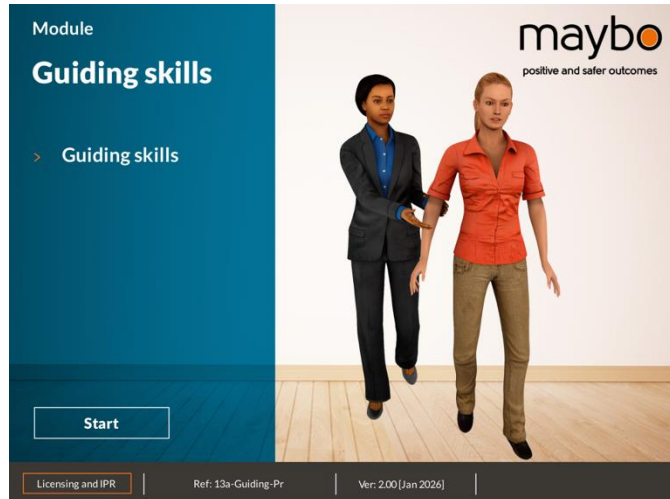 Module
maybo
positive and safer outcomes
Guiding skills
> Guiding skills
Start
Licensing and IPR
Ref: 13a-Guiding-Pr
Ver: 2.00 [Jan 2026]